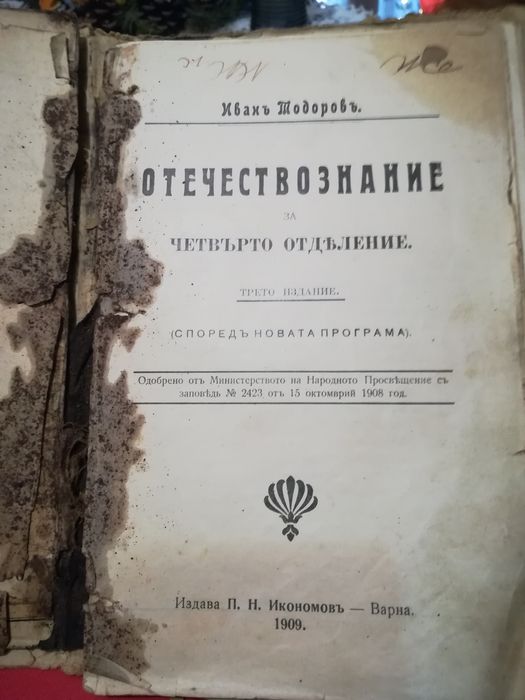 Иванъ Тодоровъ.
ОТЕЧЕСТВОЗНАНИЕ
ЗА
ЧЕТВЪРТО ОТДѢЛЕНИЕ.
ТРЕТО ИЗДАНИЕ.
(СПОРЕДЪ НОВАТА ПРОГРАМА).
Одобрено отъ Министерството на Народното Просвѣщение съ
заповѣдь № 2423 отъ 15 октомврий 1908 год.
Издава П. Н. Икономовъ — Варна.
1909.